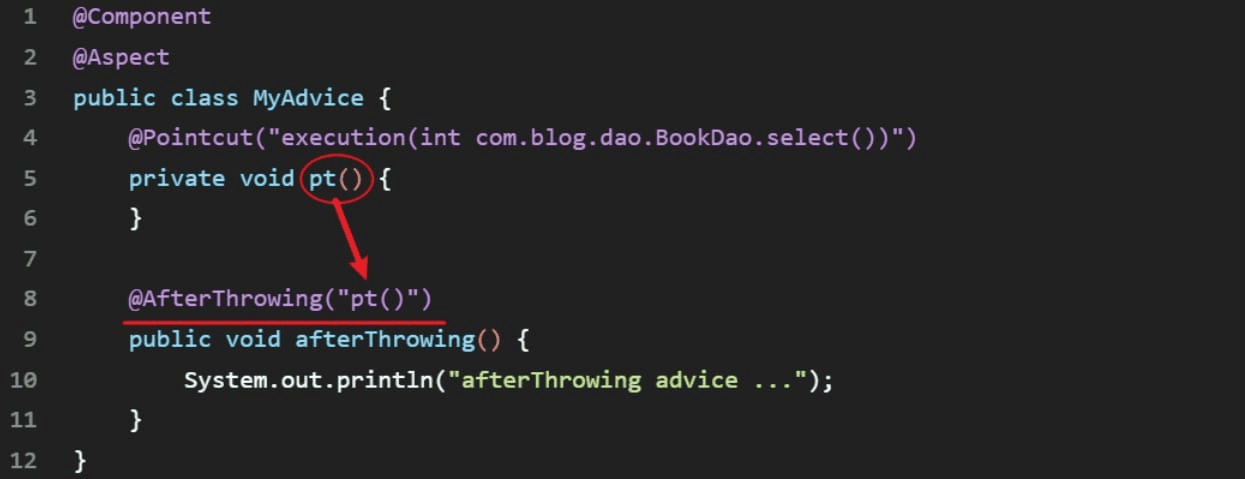 1 @Component
2 @Aspect
3 public class MyAdvice {
4     @Pointcut("execution(int com.blog.dao.BookDao.select())")
5     private void pt() {
6     }
7
8     @AfterThrowing("pt()")
9     public void afterThrowing() {
10         System.out.println("afterThrowing advice ...");
11     }
12 }